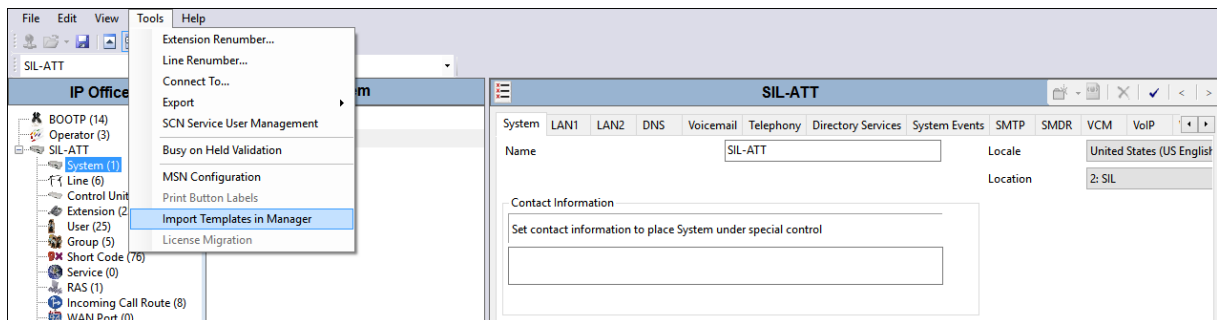 File Edit View Tools Help
SIL-ATT
Extension Renumber...
Line Renumber...
Connect To...
Export
SCN Service User Management
Busy on Held Validation
MSN Configuration
Print Button Labels
Import Templates in Manager
License Migration
IP Office
BOOTP (14)
Operator (3)
SIL-ATT
System (1)
Line (6)
Control Unit
Extension (2
User (25)
Group (5)
Short Code (76)
Service (0)
RAS (1)
Incoming Call Route (8)
WAN Port (0)
SIL-ATT
System LAN1 LAN2 DNS Voicemail Telephony Directory Services System Events SMTP SMDR VCM VoIP
Name SIL-ATT Locale United States (US English
Location 2: SIL
Contact Information
Set contact information to place System under special control